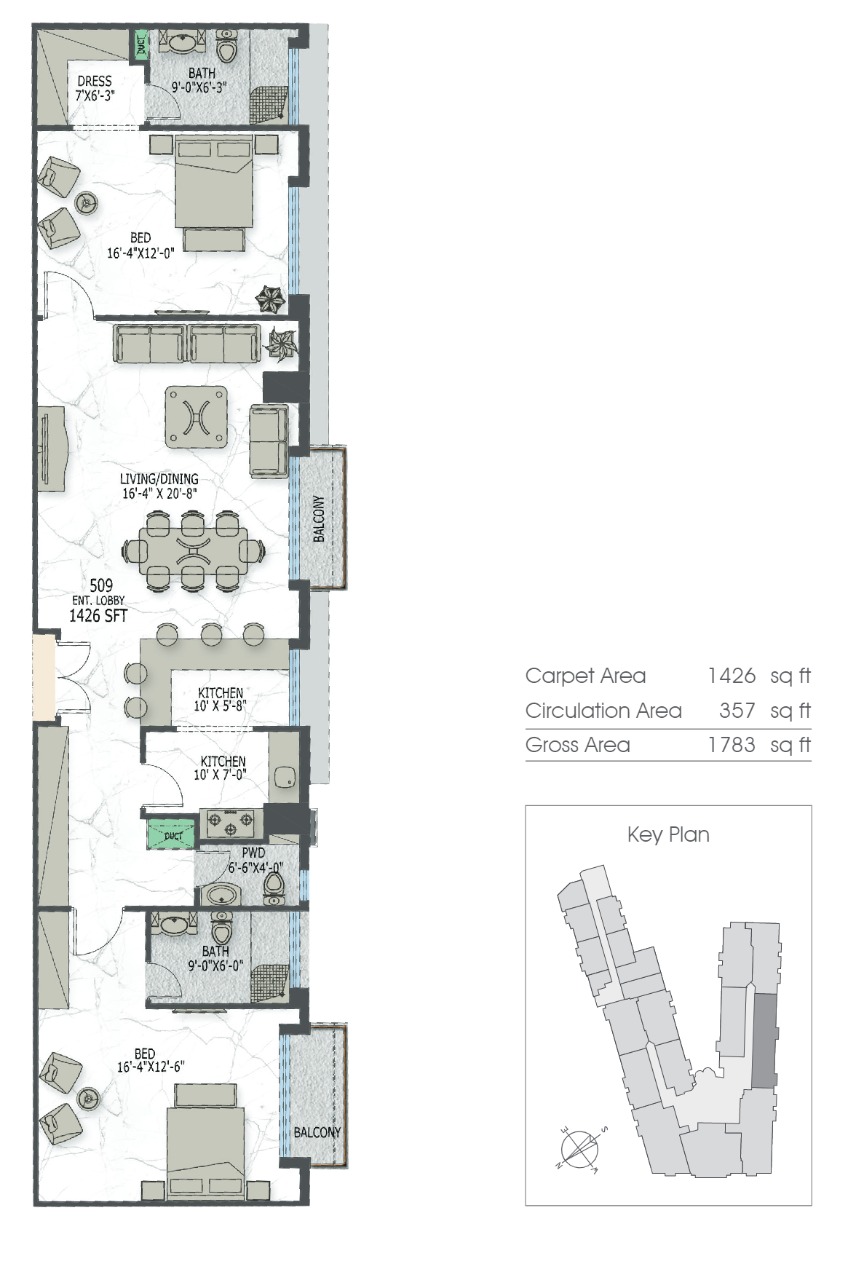 DUCT
BATH
9'-0"X6'-3"
DRESS
7'X6'-3"
BED
16'-4"X12'-0"
LIVING/DINING
16'-4" X 20'-8"
BALCONY
509
ENT. LOBBY
1426 SFT
KITCHEN
10' X 5'-8"
KITCHEN
10' X 7'-0"
DUCT
PWD
6'-6"X4'-0"
BATH
9'-0"X6'-0"
BED
16'-4"X12'-6"
BALCONY
Carpet Area 1426 sq ft
Circulation Area 357 sq ft
Gross Area 1783 sq ft
Key Plan
E
S
N
W